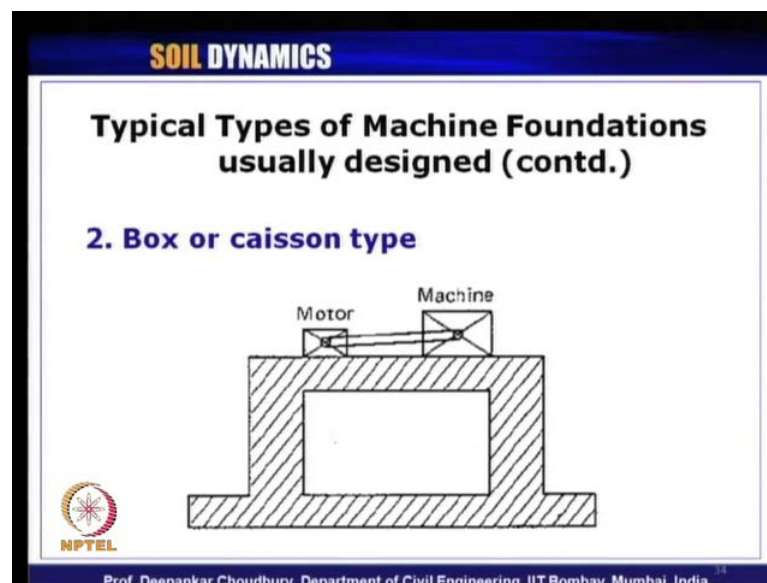 SOIL DYNAMICS
Typical Types of Machine Foundations
usually designed (contd.)
2. Box or caisson type
Machine
Motor
NPTEL
34
Prof. Deepankar Choudhury, Department of Civil Engineering, IIT Bombay, Mumbai, India